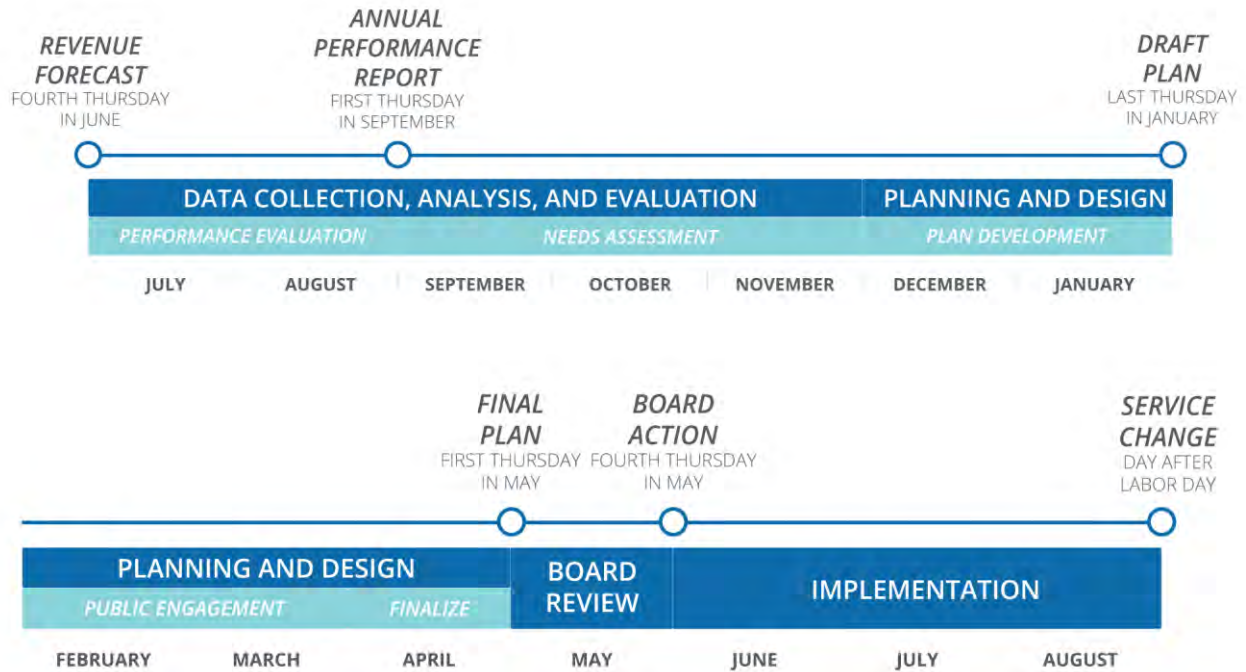 REVENUE
FORECAST
FOURTH THURSDAY
IN JUNE
ANNUAL
PERFORMANCE
REPORT
FIRST THURSDAY
IN SEPTEMBER
DRAFT
PLAN
LAST THURSDAY
IN JANUARY
DATA COLLECTION, ANALYSIS, AND EVALUATION
PLANNING AND DESIGN
PERFORMANCE EVALUATION
NEEDS ASSESSMENT
PLAN DEVELOPMENT
JULY
AUGUST
SEPTEMBER
OCTOBER
NOVEMBER
DECEMBER
JANUARY
FINAL
PLAN
FIRST THURSDAY
IN MAY
BOARD
ACTION
FOURTH THURSDAY
IN MAY
SERVICE
CHANGE
DAY AFTER
LABOR DAY
PLANNING AND DESIGN
PUBLIC ENGAGEMENT
FINALIZE
BOARD
REVIEW
IMPLEMENTATION
FEBRUARY
MARCH
APRIL
MAY
JUNE
JULY
AUGUST